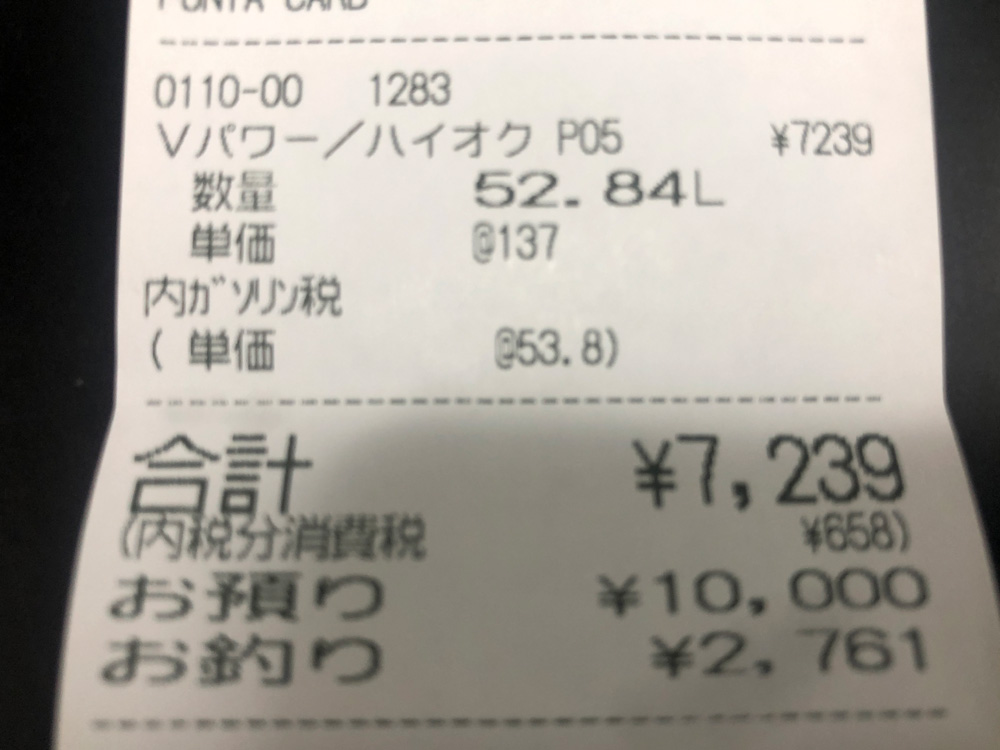 PONTA CARD
0110-00 1283
Vパワー/ハイオク P05 ¥7239
数量 52.84L
単価 @137
内ガソリン税
( 単価 @53.8)
合計 ¥7,239
(内税分消費税 ¥658)
お預り ¥10,000
お釣り ¥2,761